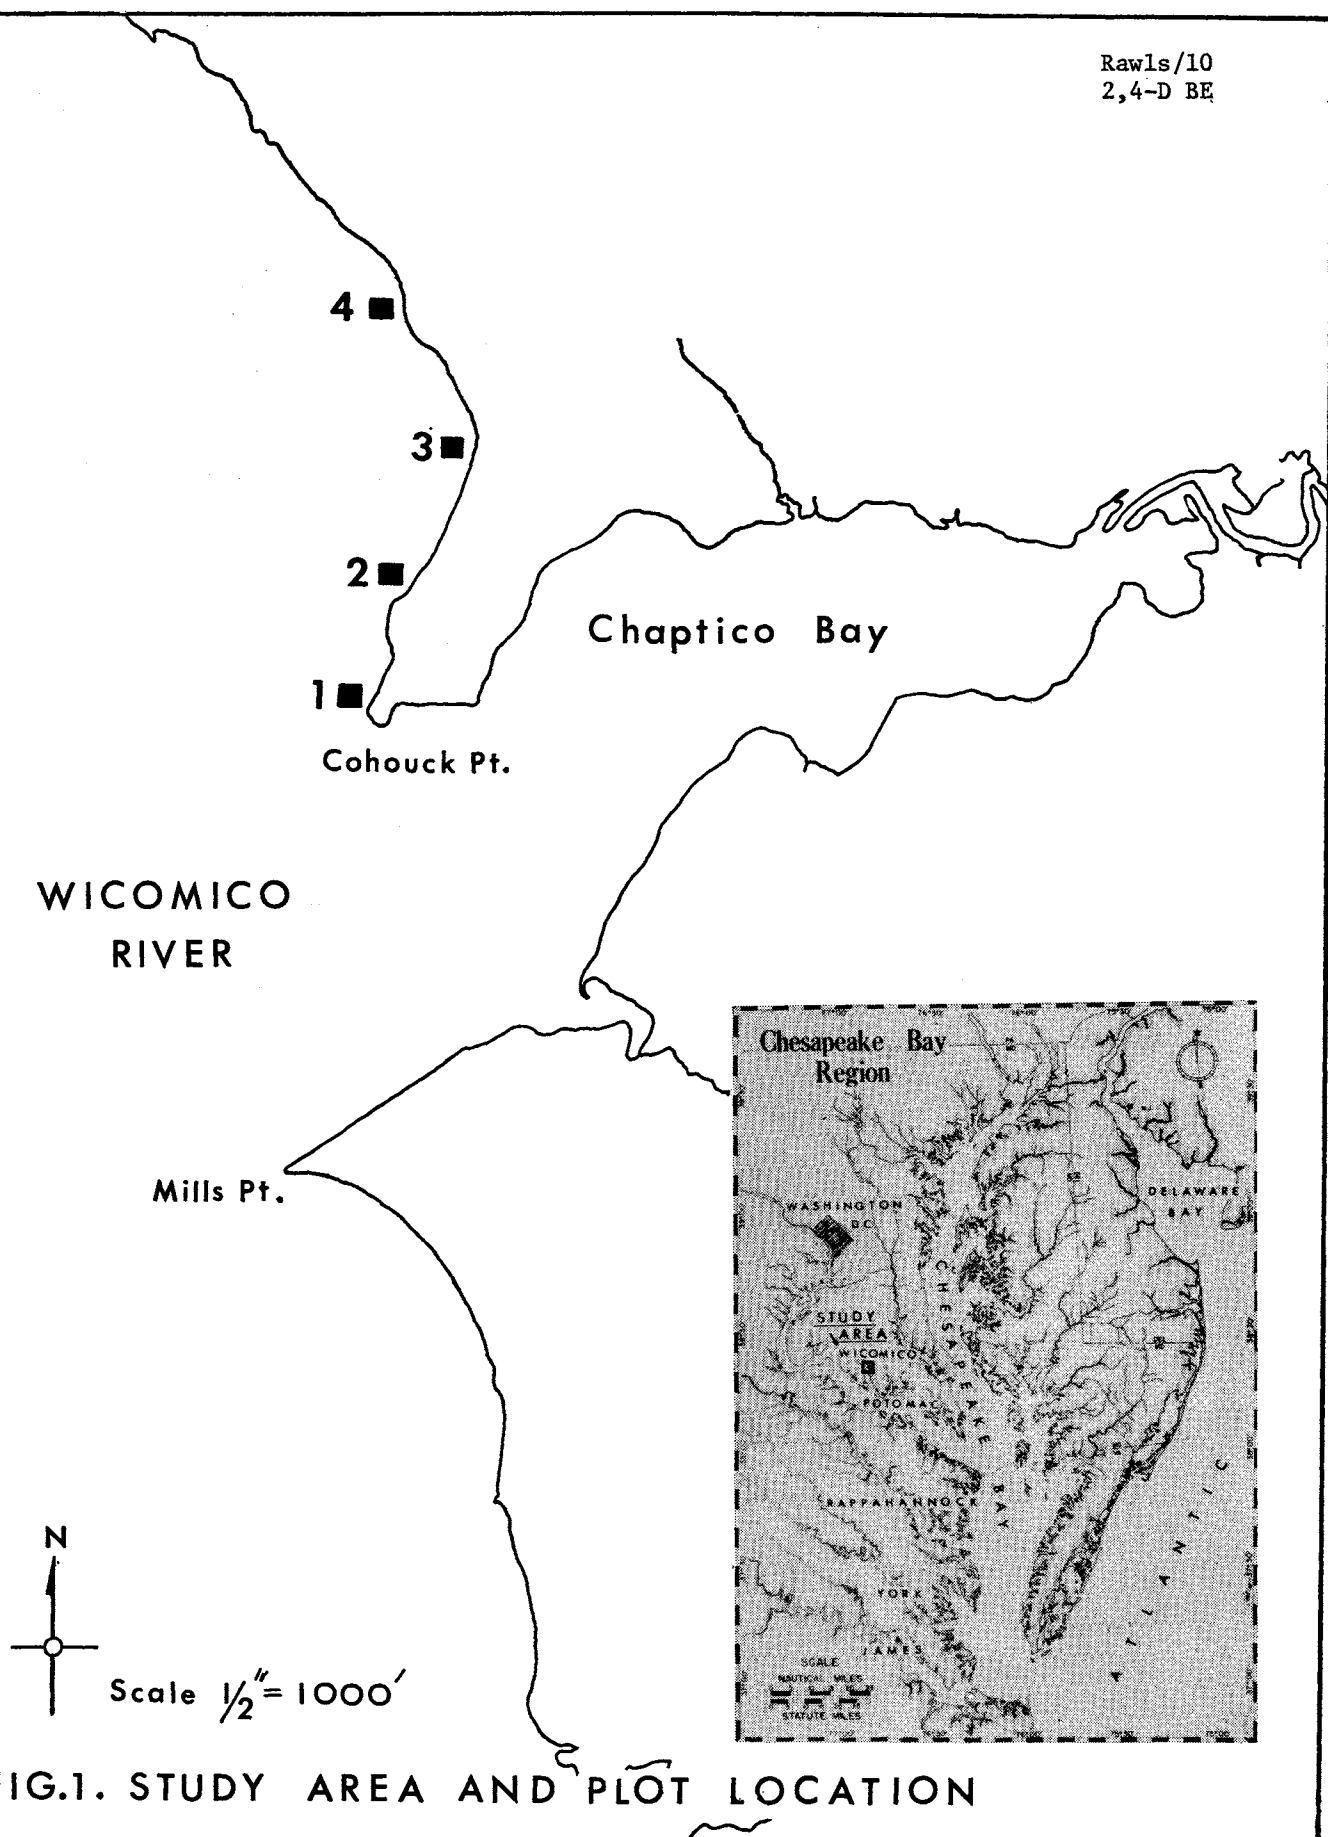 Rawls/10
2,4-D BE
4
3
2
Chaptico Bay
1
Cohouck Pt.
WICOMICO
RIVER
Chesapeake Bay
Region
Mills Pt.
DELAWARE
BAY
WASHINGTON
DC
CHESAPEAKE BAY
STUDY
AREA
WICOMICO
POTOMAC
RAPPAHANNOCK
ATLANTIC
YORK
JAMES
SCALE
NAUTICAL MILES
STATUTE MILES
N
Scale 1/2"=1000'
IG.1. STUDY AREA AND PLOT LOCATION